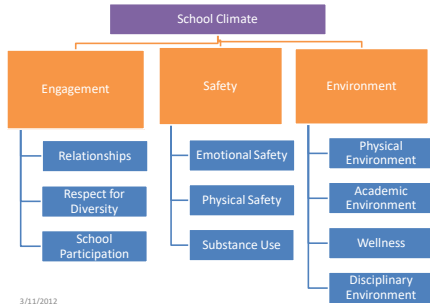 School Climate
Engagement
Safety
Environment
Relationships
Respect for
Diversity
School
Participation
Emotional Safety
Physical Safety
Substance Use
Physical
Environment
Academic
Environment
Wellness
Disciplinary
Environment
3/11/2012